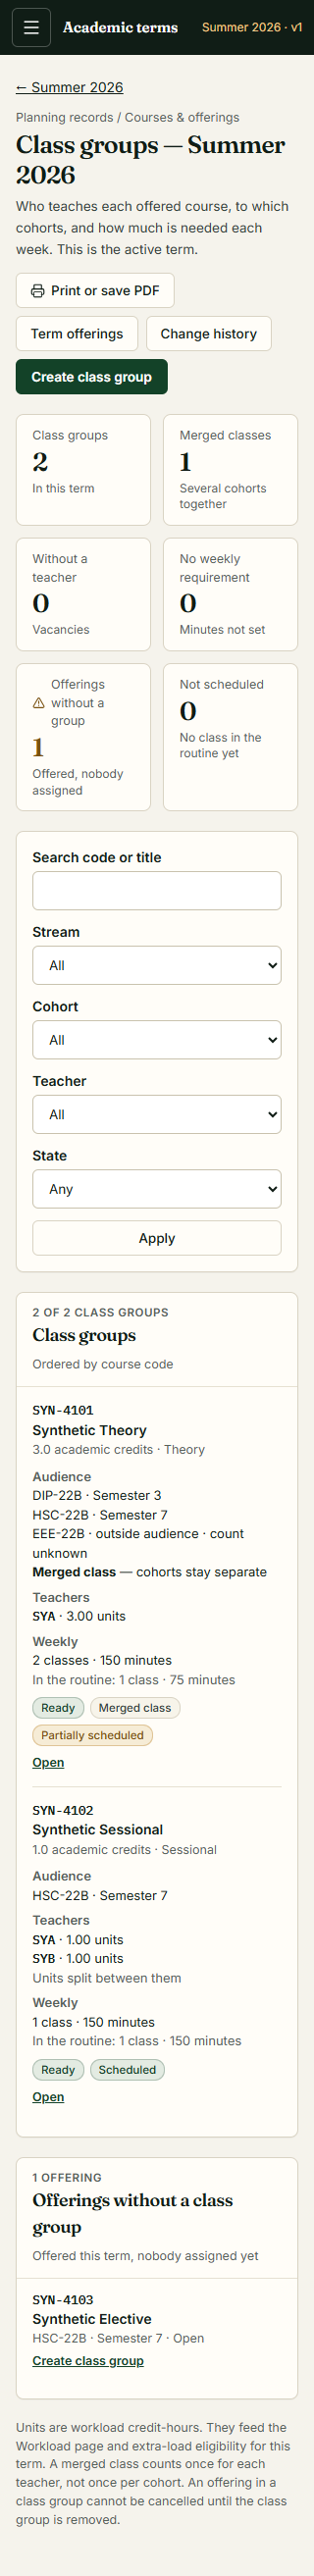 Academic terms
Summer 2026 · v1
← Summer 2026
Planning records / Courses & offerings
Class groups — Summer
2026
Who teaches each offered course, to which
cohorts, and how much is needed each
week. This is the active term.
Print or save PDF
Term offerings
Change history
Create class group
Class groups
2
In this term
Merged classes
1
Several cohorts
together
Without a
teacher
0
Vacancies
No weekly
requirement
0
Minutes not set
Offerings
without a
group
1
Offered, nobody
assigned
Not scheduled
0
No class in the
routine yet
Search code or title
Stream
All
Cohort
All
Teacher
All
State
Any
Apply
2 OF 2 CLASS GROUPS
Class groups
Ordered by course code
SYN-4101
Synthetic Theory
3.0 academic credits · Theory
Audience
DIP-22B · Semester 3
HSC-22B · Semester 7
EEE-22B · outside audience · count
unknown
Merged class — cohorts stay separate
Teachers
SYA · 3.00 units
Weekly
2 classes · 150 minutes
In the routine: 1 class · 75 minutes
Ready
Merged class
Partially scheduled
Open
SYN-4102
Synthetic Sessional
1.0 academic credits · Sessional
Audience
HSC-22B · Semester 7
Teachers
SYA · 1.00 units
SYB · 1.00 units
Units split between them
Weekly
1 class · 150 minutes
In the routine: 1 class · 150 minutes
Ready
Scheduled
Open
1 OFFERING
Offerings without a class
group
Offered this term, nobody assigned yet
SYN-4103
Synthetic Elective
HSC-22B · Semester 7 · Open
Create class group
Units are workload credit-hours. They feed the
Workload page and extra-load eligibility for this
term. A merged class counts once for each
teacher, not once per cohort. An offering in a
class group cannot be cancelled until the class
group is removed.